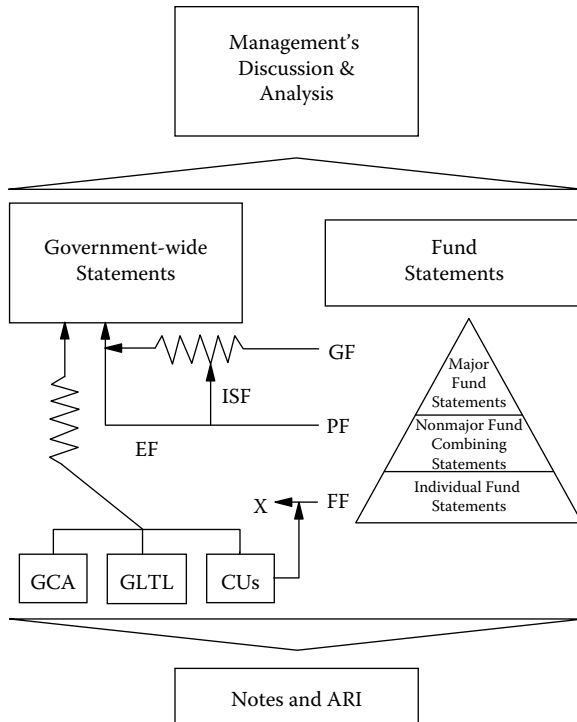 Management’s
Discussion &
Analysis
Government-wide
Statements
Fund
Statements
GF
ISF
PF
EF
X
FF
Major
Fund
Statements
Nonmajor Fund
Combining
Statements
Individual Fund
Statements
GCA
GLTL
CUs
Notes and ARI